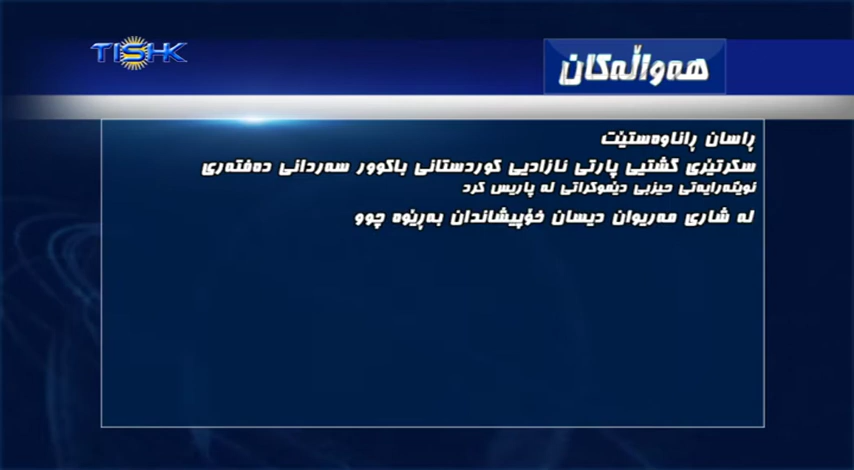 TISHK
هەواڵەکان
ڕاسان ڕاناوەستێت
سکرتێری گشتیی پارتی ئازادیی کوردستانی باکوور سەردانی دەفتەری
نوێنەرایەتی حیزبی دێموکراتی لە پاریس کرد
لە شاری مەریوان دیسان خۆپیشاندان بەڕێوە چوو